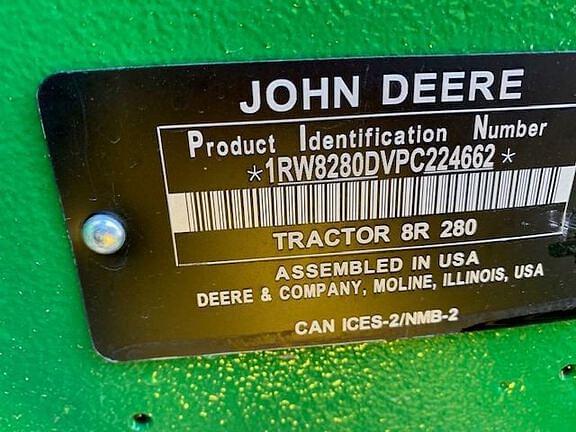 JOHN DEERE
Product Identification Number
*1RW8280DVPC224662*
TRACTOR 8R 280
ASSEMBLED IN USA
DEERE & COMPANY, MOLINE, ILLINOIS, USA
CAN ICES-2/NMB-2